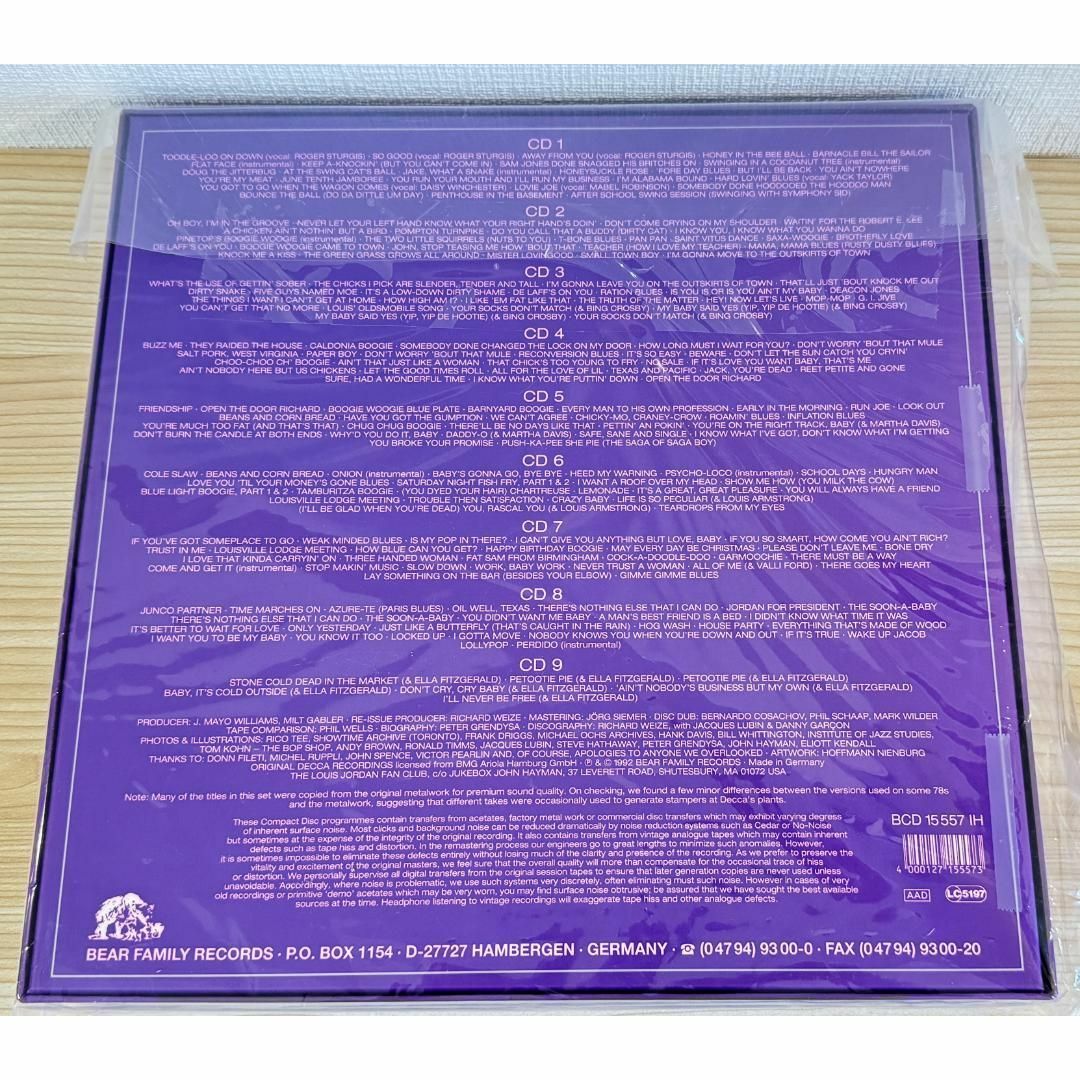 CD 1
TOODLE-LOO ON DOWN (vocal: ROGER STURGIS) · SO GOOD (vocal: ROGER STURGIS) · AWAY FROM YOU (vocal: ROGER STURGIS) · HONEY IN THE BEE BALL · BARNACLE BILL THE SAILOR
FLAT FACE (instrumental) · KEEP A-KNOCKIN' (BUT YOU CAN'T COME IN) · SAM JONES DONE SNAGGED HIS BRITCHES ON · SWINGING IN A COCOANUT TREE (instrumental)
DOUG THE JITTERBUG · AT THE SWING CAT'S BALL · JAKE, WHAT A SNAKE (instrumental) · HONEYSUCKLE ROSE · 'FORE DAY BLUES · BUT I'LL BE BACK · YOU AIN'T NOWHERE
YOU'RE MY MEAT · JUNE TENTH JAMBOREE · YOU RUN YOUR MOUTH AND I'LL RUN MY BUSINESS · I'M ALABAMA BOUND · HARD LOVIN' BLUES (vocal: YACK TAYLOR)
YOU GOT TO GO WHEN THE WAGON COMES (vocal: DAISY WINCHESTER) · LOVIE JOE (vocal: MABEL ROBINSON) · SOMEBODY DONE HOODOOED THE HOODOO MAN
BOUNCE THE BALL (DO DA DITTLE UM DAY) · PENTHOUSE IN THE BASEMENT · AFTER SCHOOL SWING SESSION (SWINGING WITH SYMPHONY SID)
CD 2
OH BOY, I'M IN THE GROOVE · NEVER LET YOUR LEFT HAND KNOW WHAT YOUR RIGHT HAND'S DOIN' · DON'T COME CRYING ON MY SHOULDER · WAITIN' FOR THE ROBERT E. LEE
A CHICKEN AIN'T NOTHIN' BUT A BIRD · POMPTON TURNPIKE · DO YOU CALL THAT A BUDDY (DIRTY CAT) · I KNOW YOU, I KNOW WHAT YOU WANNA DO
PINETOP'S BOOGIE WOOGIE (instrumental) · THE TWO LITTLE SQUIRRELS (NUTS TO YOU) · T-BONE BLUES · PAN PAN · SAINT VITUS DANCE · SAXA-WOOGIE · BROTHERLY LOVE
DE LAFF'S ON YOU · BOOGIE WOOGIE CAME TO TOWN · JOHN, STOP TEASING ME HOW 'BOUT THAT · TEACHER (HOW I LOVE MY TEACHER) · MAMA, MAMA BLUES (RUSTY DUSTY BLUES)
KNOCK ME A KISS · THE GREEN GRASS GROWS ALL AROUND · MISTER LOVINGOOD · SMALL TOWN BOY · I'M GONNA MOVE TO THE OUTSKIRTS OF TOWN
CD 3
WHAT'S THE USE OF GETTIN' SOBER · THE CHICKS I PICK ARE SLENDER, TENDER AND TALL · I'M GONNA LEAVE YOU ON THE OUTSKIRTS OF TOWN · THAT'LL JUST 'BOUT KNOCK ME OUT
DIRTY SNAKE · FIVE GUYS NAMED MOE · IT'S A LOW-DOWN DIRTY SHAME · DE LAFF'S ON YOU · RATION BLUES · IS YOU IS OR IS YOU AIN'T MY BABY · DEACON JONES
THE THINGS I WANT I CAN'T GET AT HOME · HOW HIGH AM I? · I LIKE 'EM FAT LIKE THAT · THE TRUTH OF THE MATTER · HEY! NOW LET'S LIVE · MOP-MOP · G. I. JIVE
YOU CAN'T GET THAT NO MORE · LOUIS' OLDSMOBILE SONG · YOUR SOCKS DON'T MATCH (& BING CROSBY) · MY BABY SAID YES (YIP, YIP DE HOOTIE) (& BING CROSBY)
MY BABY SAID YES (YIP, YIP DE HOOTIE) (& BING CROSBY) · YOUR SOCKS DON'T MATCH (& BING CROSBY)
CD 4
BUZZ ME · THEY RAIDED THE HOUSE · CALDONIA BOOGIE · SOMEBODY DONE CHANGED THE LOCK ON MY DOOR · HOW LONG MUST I WAIT FOR YOU? · DON'T WORRY 'BOUT THAT MULE
SALT PORK, WEST VIRGINIA · PAPER BOY · DON'T WORRY 'BOUT THAT MULE · RECONVERSION BLUES · IT'S SO EASY · BEWARE · DON'T LET THE SUN CATCH YOU CRYIN'
CHOO-CHOO CH' BOOGIE · AIN'T THAT JUST LIKE A WOMAN · THAT CHICK'S TOO YOUNG TO FRY · NO SALE · IF IT'S LOVE YOU WANT BABY, THAT'S ME
AIN'T NOBODY HERE BUT US CHICKENS · LET THE GOOD TIMES ROLL · ALL FOR THE LOVE OF LIL · TEXAS AND PACIFIC · JACK, YOU'RE DEAD · REET PETITE AND GONE
SURE, HAD A WONDERFUL TIME · I KNOW WHAT YOU'RE PUTTIN' DOWN · OPEN THE DOOR RICHARD
CD 5
FRIENDSHIP · OPEN THE DOOR RICHARD · BOOGIE WOOGIE BLUE PLATE · BARNYARD BOOGIE · EVERY MAN TO HIS OWN PROFESSION · EARLY IN THE MORNING · RUN JOE · LOOK OUT
BEANS AND CORN BREAD · HAVE YOU GOT THE GUMPTION · WE CAN'T AGREE · CHICKY-MO, CRANEY-CROW · ROAMIN' BLUES · INFLATION BLUES
YOU'RE MUCH TOO FAT (AND THAT'S THAT) · CHUG CHUG BOOGIE · THERE'LL BE NO DAYS LIKE THAT · PETTIN' AN POKIN' · YOU'RE ON THE RIGHT TRACK, BABY (& MARTHA DAVIS)
DON'T BURN THE CANDLE AT BOTH ENDS · WHY'D YOU DO IT, BABY · DADDY-O (& MARTHA DAVIS) · SAFE, SANE AND SINGLE · I KNOW WHAT I'VE GOT, DON'T KNOW WHAT I'M GETTING
YOU BROKE YOUR PROMISE · PUSH-KA-PEE SHE PIE (THE SAGA OF SAGA BOY)
CD 6
COLE SLAW · BEANS AND CORN BREAD · ONION (instrumental) · BABY'S GONNA GO, BYE BYE · HEED MY WARNING · PSYCHO-LOCO (instrumental) · SCHOOL DAYS · HUNGRY MAN
LOVE YOU 'TIL YOUR MONEY'S GONE BLUES · SATURDAY NIGHT FISH FRY, PART 1 & 2 · I WANT A ROOF OVER MY HEAD · SHOW ME HOW (YOU MILK THE COW)
BLUE LIGHT BOOGIE, PART 1 & 2 · TAMBURITZA BOOGIE · (YOU DYED YOUR HAIR) CHARTREUSE · LEMONADE · IT'S A GREAT, GREAT PLEASURE · YOU WILL ALWAYS HAVE A FRIEND
LOUISVILLE LODGE MEETING · TROUBLE THEN SATISFACTION · CRAZY BABY · LIFE IS SO PECULIAR (& LOUIS ARMSTRONG)
(I'LL BE GLAD WHEN YOU'RE DEAD) YOU, RASCAL YOU (& LOUIS ARMSTRONG) · TEARDROPS FROM MY EYES
CD 7
IF YOU'VE GOT SOMEPLACE TO GO · WEAK MINDED BLUES · IS MY POP IN THERE? · I CAN'T GIVE YOU ANYTHING BUT LOVE, BABY · IF YOU SO SMART, HOW COME YOU AIN'T RICH?
TRUST IN ME · LOUISVILLE LODGE MEETING · HOW BLUE CAN YOU GET? · HAPPY BIRTHDAY BOOGIE · MAY EVERY DAY BE CHRISTMAS · PLEASE DON'T LEAVE ME · BONE DRY
I LOVE THAT KINDA CARRYIN' ON · THREE HANDED WOMAN · FAT SAM FROM BIRMINGHAM · COCK-A-DOODLE-DOO · GARMOOCHIE · THERE MUST BE A WAY
COME AND GET IT (instrumental) · STOP MAKIN' MUSIC · SLOW DOWN · WORK, BABY WORK · NEVER TRUST A WOMAN · ALL OF ME (& VALLI FORD) · THERE GOES MY HEART
LAY SOMETHING ON THE BAR (BESIDES YOUR ELBOW) · GIMME GIMME BLUES
CD 8
JUNCO PARTNER · TIME MARCHES ON · AZURE-TE (PARIS BLUES) · OIL WELL, TEXAS · THERE'S NOTHING ELSE THAT I CAN DO · JORDAN FOR PRESIDENT · THE SOON-A-BABY
THERE'S NOTHING ELSE THAT I CAN DO · THE SOON-A-BABY · YOU DIDN'T WANT ME BABY · A MAN'S BEST FRIEND IS A BED · I DIDN'T KNOW WHAT TIME IT WAS
IT'S BETTER TO WAIT FOR LOVE · ONLY YESTERDAY · JUST LIKE A BUTTERFLY (THAT'S CAUGHT IN THE RAIN) · HOG WASH · HOUSE PARTY · EVERYTHING THAT'S MADE OF WOOD
I WANT YOU TO BE MY BABY · YOU KNOW IT TOO · LOCKED UP · I GOTTA MOVE · NOBODY KNOWS YOU WHEN YOU'RE DOWN AND OUT · IF IT'S TRUE · WAKE UP JACOB
LOLLYPOP · PERDIDO (instrumental)
CD 9
STONE COLD DEAD IN THE MARKET (& ELLA FITZGERALD) · PETOOTIE PIE (& ELLA FITZGERALD) · PETOOTIE PIE (& ELLA FITZGERALD)
BABY, IT'S COLD OUTSIDE (& ELLA FITZGERALD) · DON'T CRY, CRY BABY (& ELLA FITZGERALD) · 'AIN'T NOBODY'S BUSINESS BUT MY OWN (& ELLA FITZGERALD)
I'LL NEVER BE FREE (& ELLA FITZGERALD)
PRODUCER: J. MAYO WILLIAMS, MILT GABLER · RE-ISSUE PRODUCER: RICHARD WEIZE · MASTERING: JÖRG SIEMER · DISC DUB: BERNARDO COSACHOV, PHIL SCHAAP, MARK WILDER
TAPE COMPARISON: PHIL WELLS · BIOGRAPHY: PETER GRENDYSA · DISCOGRAPHY: RICHARD WEIZE, with JACQUES LUBIN & DANNY GARÇON
PHOTOS & ILLUSTRATIONS: RICO TEE, SHOWTIME ARCHIVE (TORONTO), FRANK DRIGGS, MICHAEL OCHS ARCHIVES, HANK DAVIS, BILL WHITTINGTON, INSTITUTE OF JAZZ STUDIES,
TOM KOHN – THE BOP SHOP, ANDY BROWN, RONALD TIMMS, JACQUES LUBIN, STEVE HATHAWAY, PETER GRENDYSA, JOHN HAYMAN, ELIOTT KENDALL
THANKS TO: DONN FILETI, MICHEL RUPPLI, JOHN SPENCE, VICTOR PEARLIN AND, OF COURSE, APOLOGIES TO ANYONE WE OVERLOOKED · ARTWORK: HOFFMANN NIENBURG
ORIGINAL DECCA RECORDINGS licensed from BMG Ariola Hamburg GmbH · ℗ & © 1992 BEAR FAMILY RECORDS · Made in Germany
THE LOUIS JORDAN FAN CLUB, c/o JUKEBOX JOHN HAYMAN, 37 LEVERETT ROAD, SHUTESBURY, MA 01072 USA
Note: Many of the titles in this set were copied from the original metalwork for premium sound quality. On checking, we found a few minor differences between the versions used on some 78s
and the metalwork, suggesting that different takes were occasionally used to generate stampers at Decca's plants.
These Compact Disc programmes contain transfers from acetates, factory metal work or commercial disc transfers which may exhibit varying degrees
of inherent surface noise. Most clicks and background noise can be reduced dramatically by noise reduction systems such as Cedar or No-Noise
but sometimes at the expense of the integrity of the original recording. It also contains transfers from vintage analogue tapes which may contain inherent
defects such as tape hiss and distortion. In the remastering process our engineers go to great lengths to minimize such anomalies. However,
it is sometimes impossible to eliminate these defects entirely without losing much of the clarity and presence of the recording. As we prefer to preserve the
vitality and excitement of the original masters, we feel sure that the overall quality will more than compensate for the occasional trace of hiss
or distortion. We personally supervise all digital transfers from the original session tapes to ensure that later generation copies are never used unless
unavoidable. Accordingly, where noise is problematic, we use such systems very discretely, often eliminating much such noise. However in cases of very
old recordings or primitive 'demo' acetates which may be very worn, you may find surface noise obtrusive; be assured that we have sought the best available
sources at the time. Headphone listening to vintage recordings will exaggerate tape hiss and other analogue defects.
BCD 15 557 IH
4 000127 155573
AAD LC 5197
BEAR FAMILY RECORDS · P.O. BOX 1154 · D-27727 HAMBERGEN · GERMANY · ☎ (0 47 94) 93 00-0 · FAX (0 47 94) 93 00-20